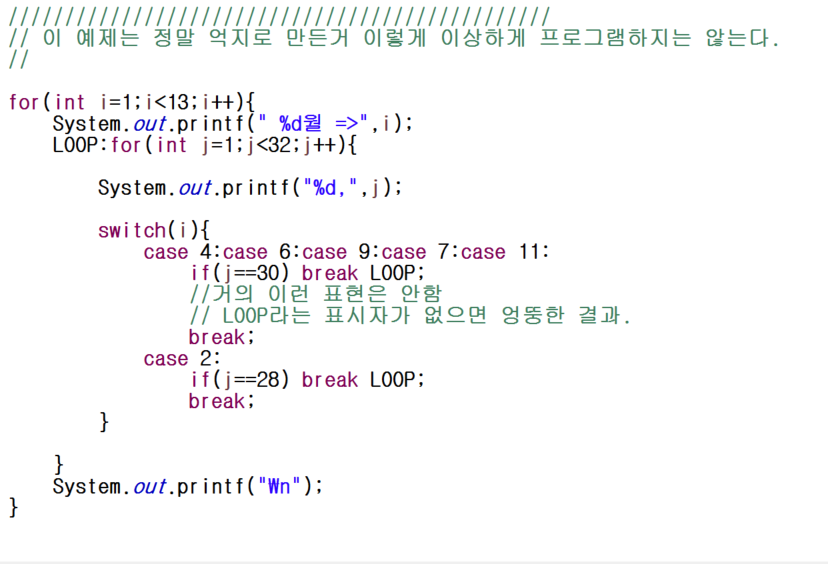 ////////////////////////////////////////////////
// 이 예제는 정말 억지로 만든거 이렇게 이상하게 프로그램하지는 않는다.
//
for(int i=1;i<13;i++){
System.out.printf(" %d월 =>",i);
LOOP:for(int j=1;j<32;j++){
System.out.printf("%d,",j);
switch(i){
case 4:case 6:case 9:case 7:case 11:
if(j==30) break LOOP;
//거의 이런 표현은 안함
// LOOP라는 표시자가 없으면 엉뚱한 결과.
break;
case 2:
if(j==28) break LOOP;
break;
}
}
System.out.printf("₩n");
}